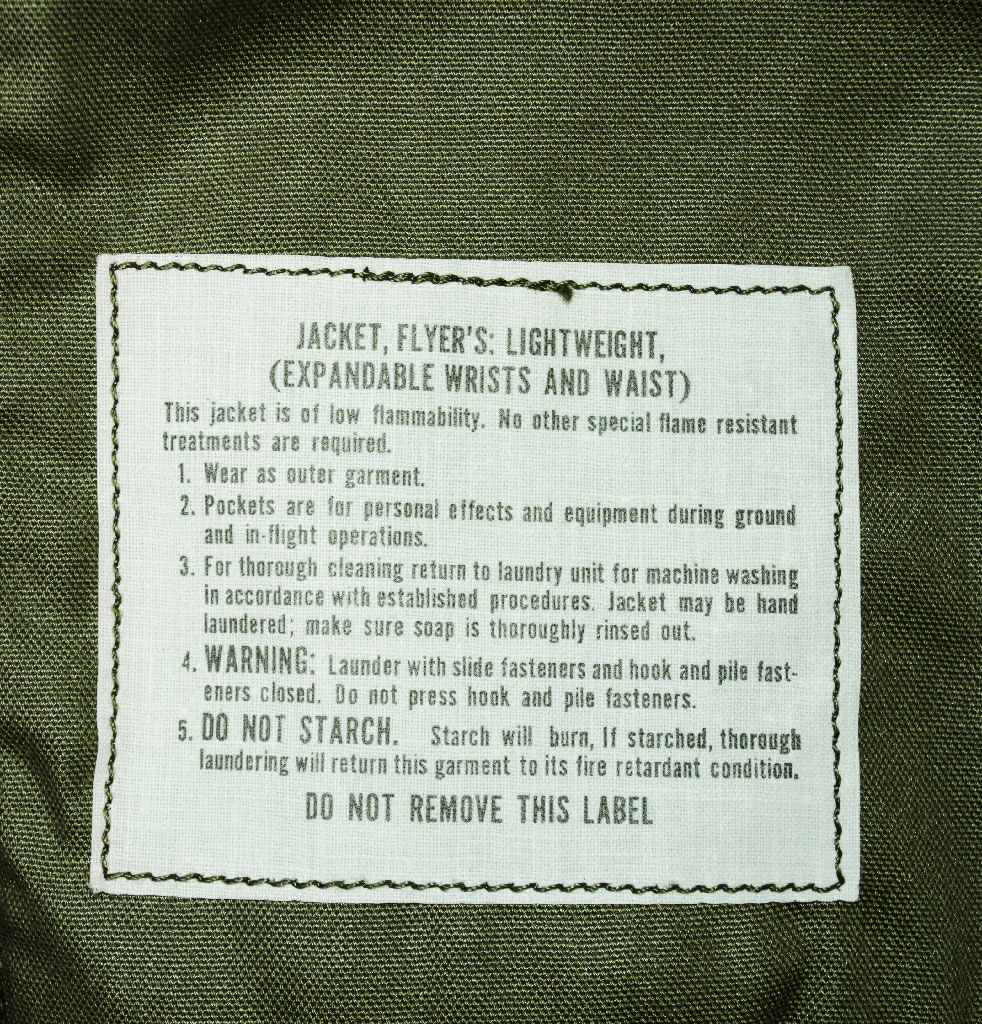 JACKET, FLYER'S: LIGHTWEIGHT,
(EXPANDABLE WRISTS AND WAIST)
This jacket is of low flammability. No other special flame resistant
treatments are required.
1. Wear as outer garment.
2. Pockets are for personal effects and equipment during ground
and in-flight operations.
3. For thorough cleaning return to laundry unit for machine washing
in accordance with established procedures. Jacket may be hand
laundered; make sure soap is thoroughly rinsed out.
4. WARNING: Launder with slide fasteners and hook and pile fast-
eners closed. Do not press hook and pile fasteners.
5. DO NOT STARCH. Starch will burn, If starched, thorough
laundering will return this garment to its fire retardant condition.
DO NOT REMOVE THIS LABEL